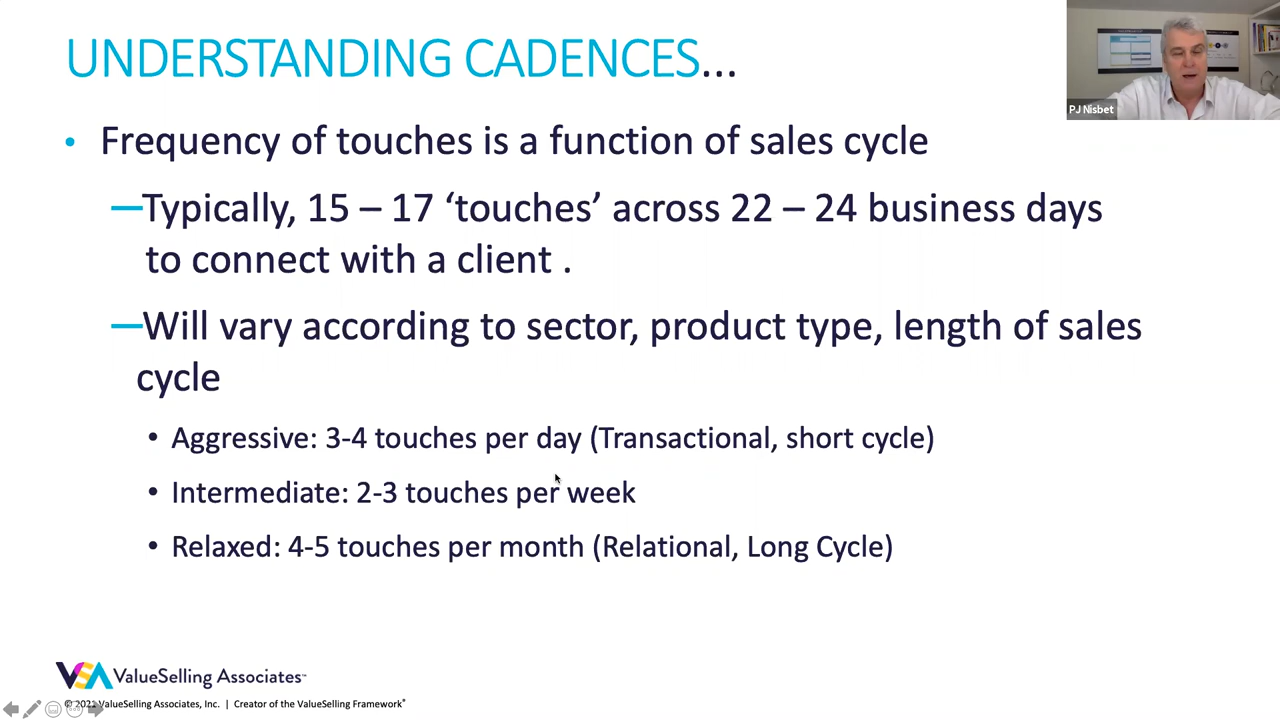 UNDERSTANDING CADENCES...
PJ Nisbet
• Frequency of touches is a function of sales cycle
—Typically, 15 – 17 ‘touches’ across 22 – 24 business days
to connect with a client .
—Will vary according to sector, product type, length of sales
cycle
• Aggressive: 3-4 touches per day (Transactional, short cycle)
• Intermediate: 2-3 touches per week
• Relaxed: 4-5 touches per month (Relational, Long Cycle)
VSA ValueSelling Associates™
© 2021 ValueSelling Associates, Inc. | Creator of the ValueSelling Framework®